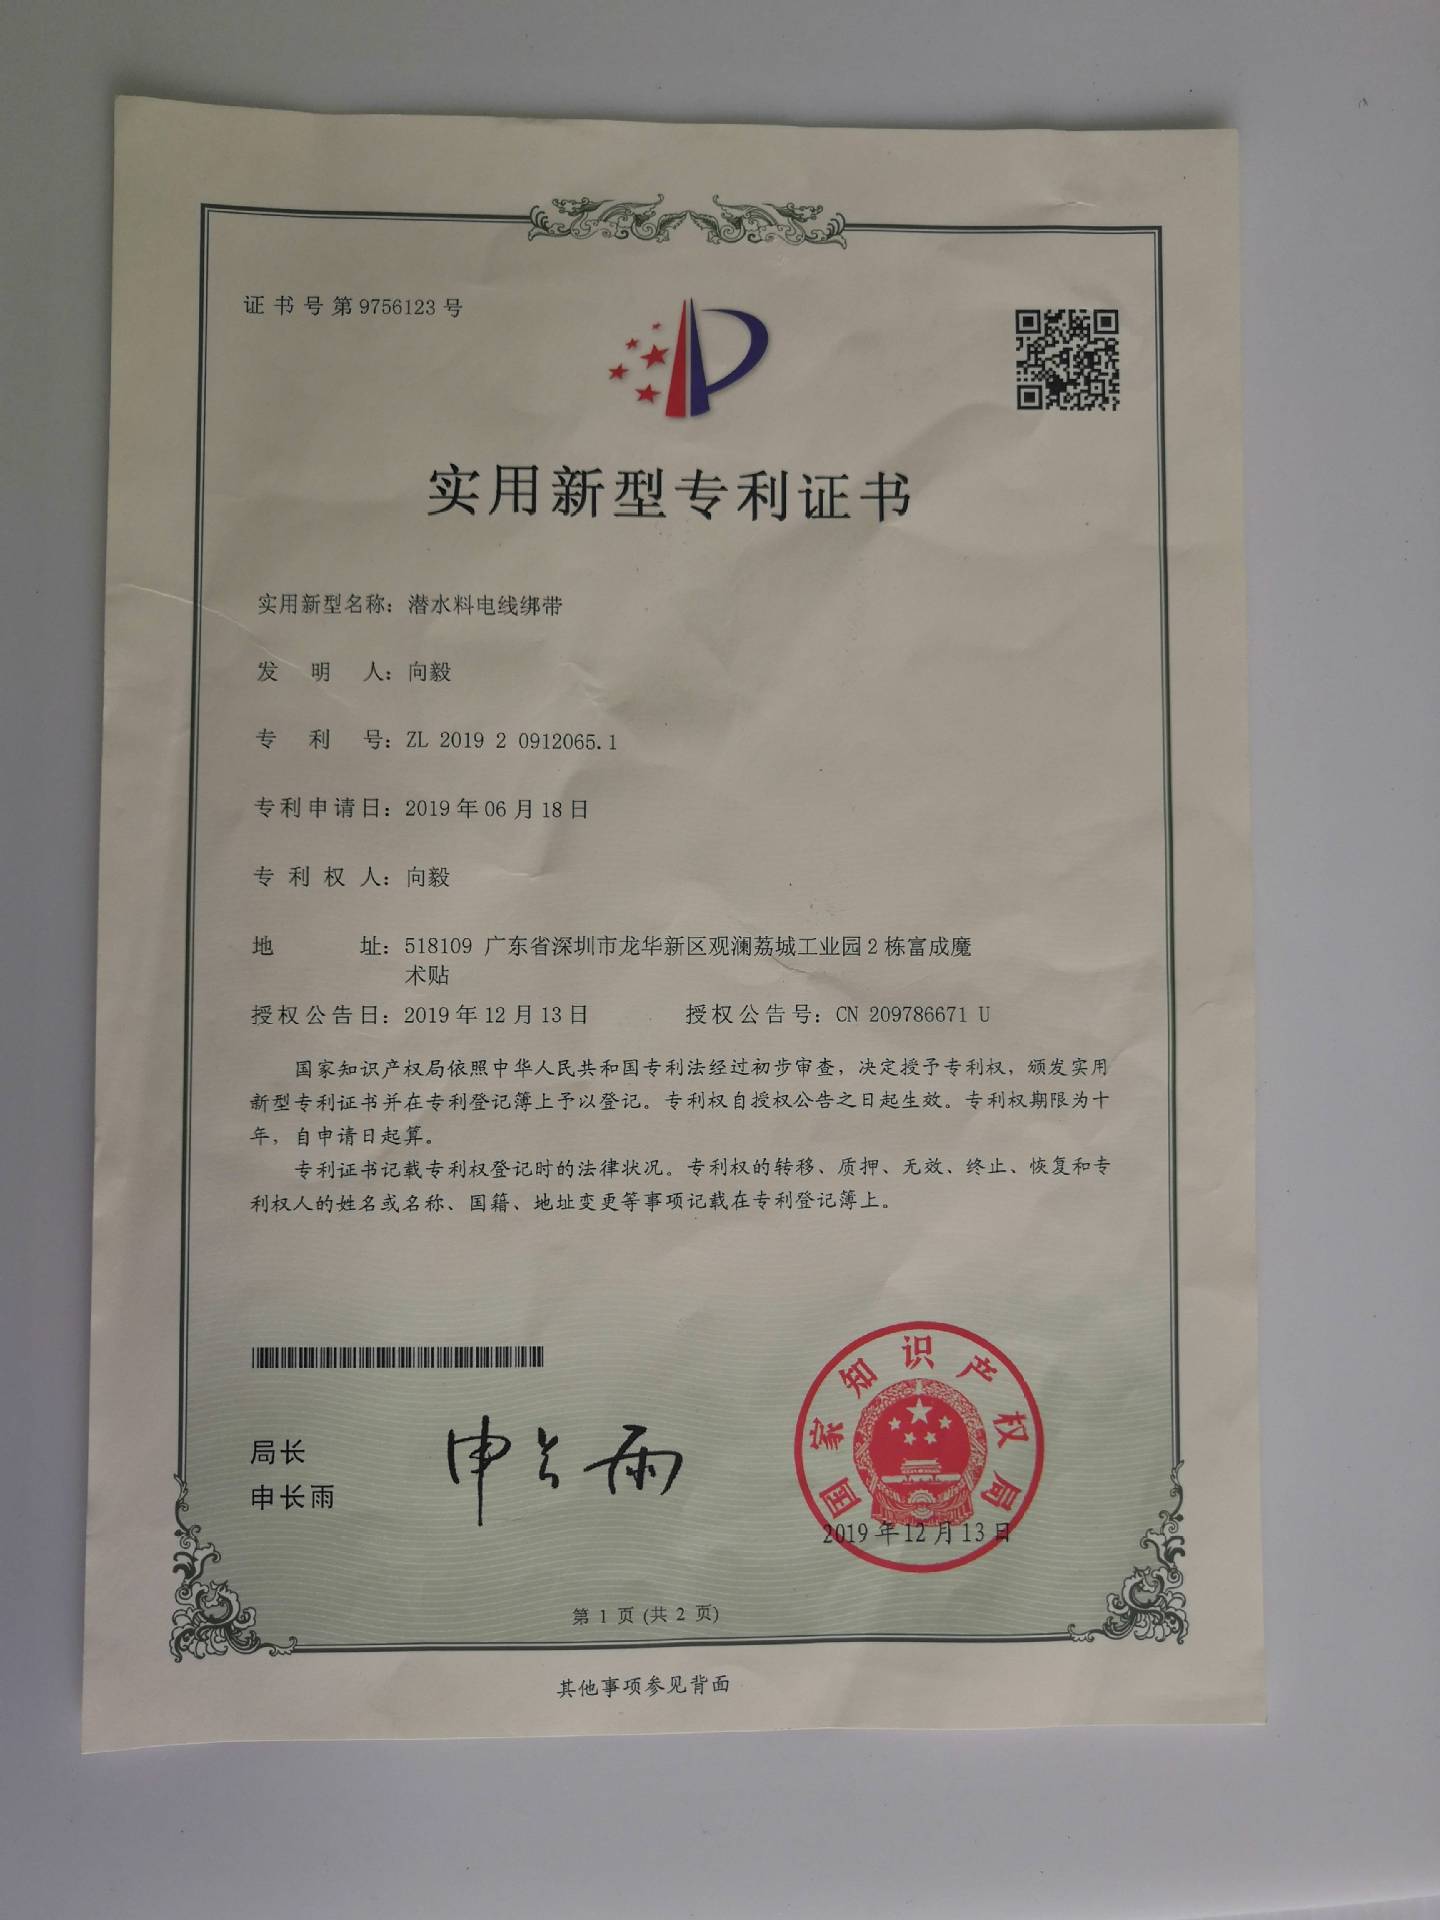 证书号第9756123号
实用新型专利证书
实用新型名称：潜水料电线绑带
发明人：向毅
专利号：ZL 2019 2 0912065.1
专利申请日：2019年06月18日
专利权人：向毅
地址：518109 广东省深圳市龙华新区观澜荔城工业园2栋富成魔
术贴
授权公告日：2019年12月13日 授权公告号：CN 209786671 U
国家知识产权局依照中华人民共和国专利法经过初步审查，决定授予专利权，颁发实用
新型专利证书并在专利登记簿上予以登记。专利权自授权公告之日起生效。专利权期限为十
年，自申请日起算。
专利证书记载专利权登记时的法律状况。专利权的转移、质押、无效、终止、恢复和专
利权人的姓名或名称、国籍、地址变更等事项记载在专利登记簿上。
局长
申长雨
申长雨
国家知识产权局
2019年12月13日
第 1 页 (共 2 页)
其他事项参见背面